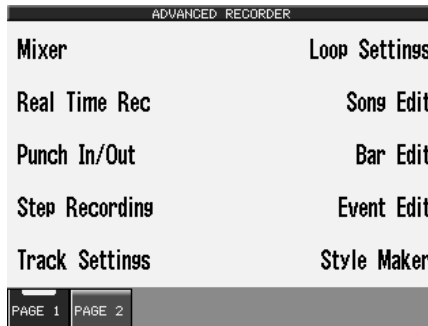 ADVANCED RECORDER
Mixer
Loop Settings
Real Time Rec
Song Edit
Punch In/Out
Bar Edit
Step Recording
Event Edit
Track Settings
Style Maker
PAGE 1
PAGE 2